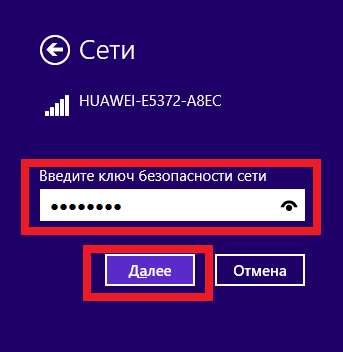 Сети
HUAWEI-E5372-A8EC
Введите ключ безопасности сети
••••••••
Далее
Отмена